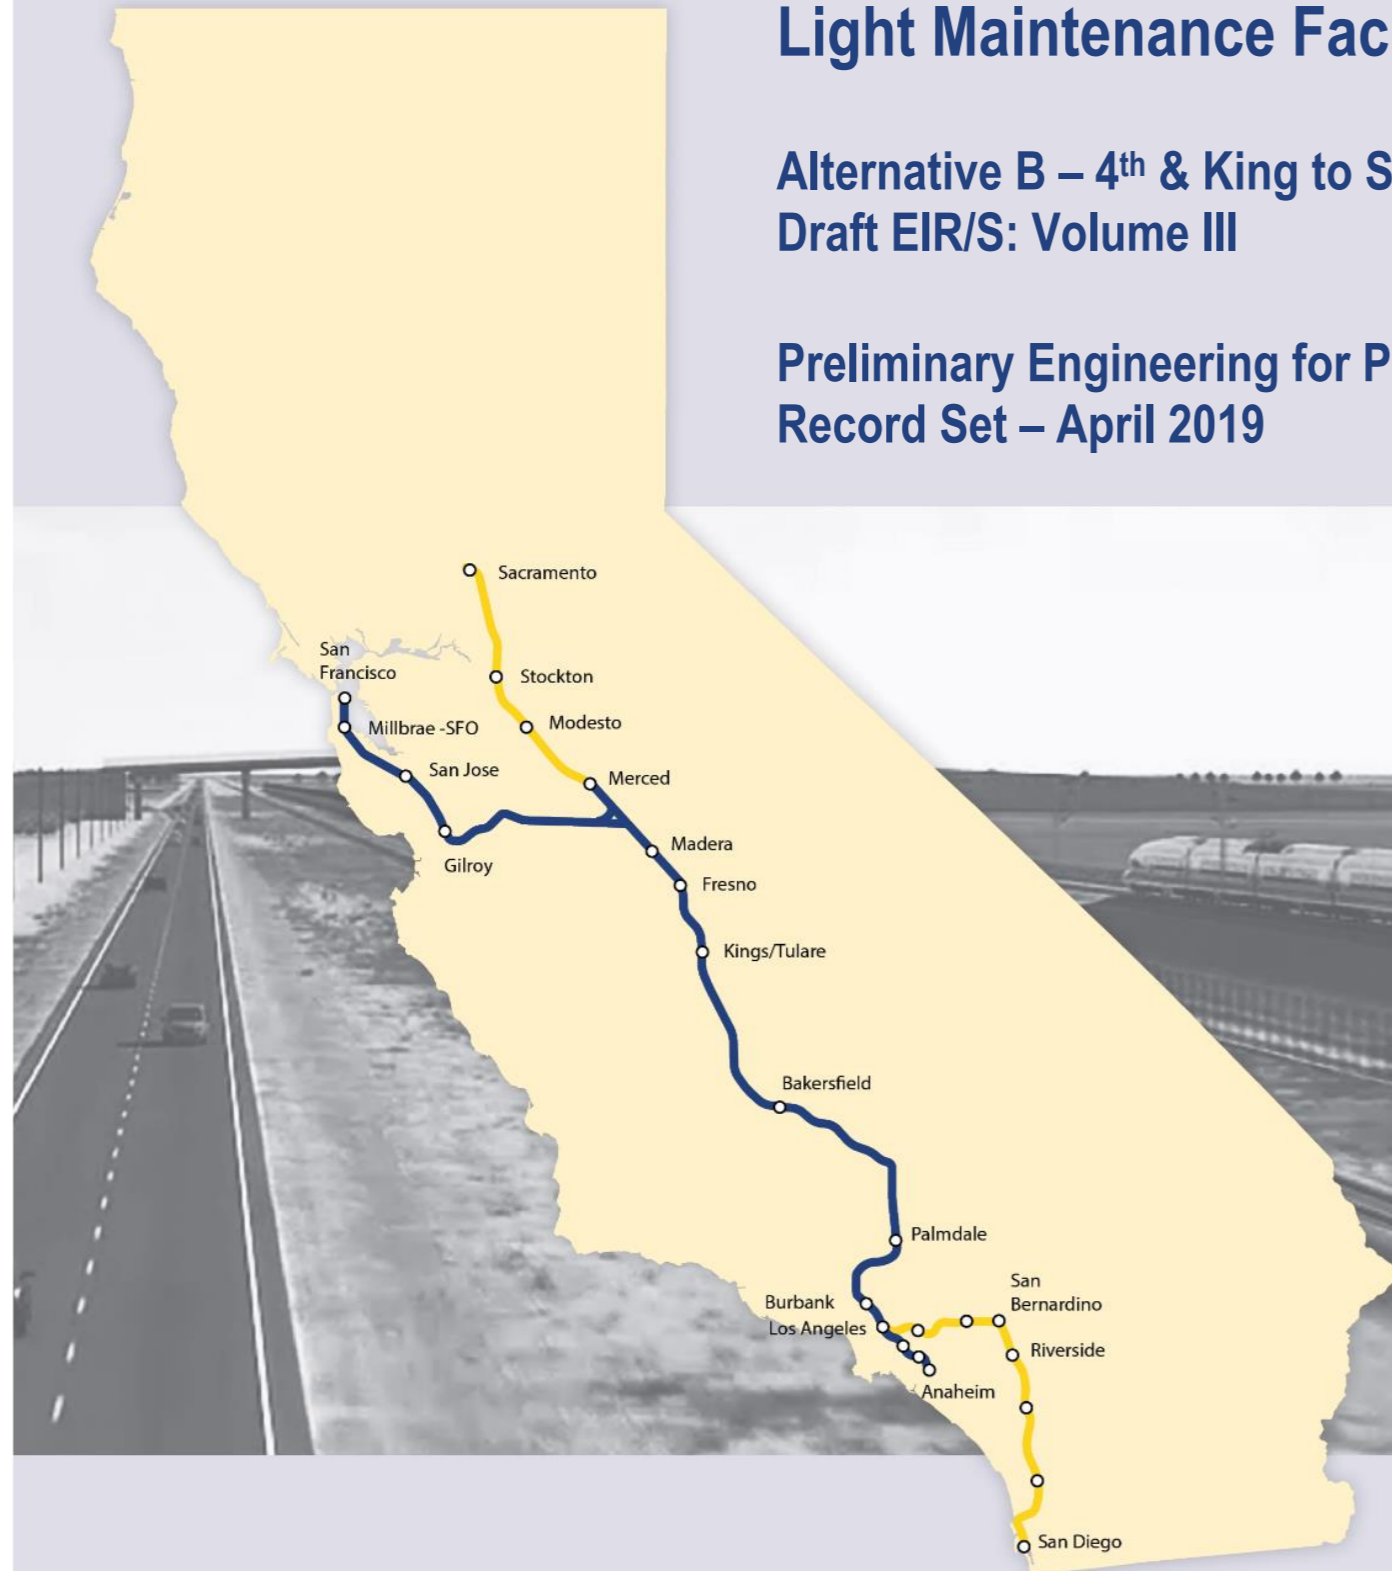 Light Maintenance Fac
Alternative B – 4th & King to S
Draft EIR/S: Volume III
Preliminary Engineering for P
Record Set – April 2019
Sacramento
San
Francisco
Stockton
Millbrae -SFO
Modesto
San Jose
Merced
Gilroy
Madera
Fresno
Kings/Tulare
Bakersfield
Palmdale
San
Bernardino
Burbank
Los Angeles
Riverside
Anaheim
San Diego